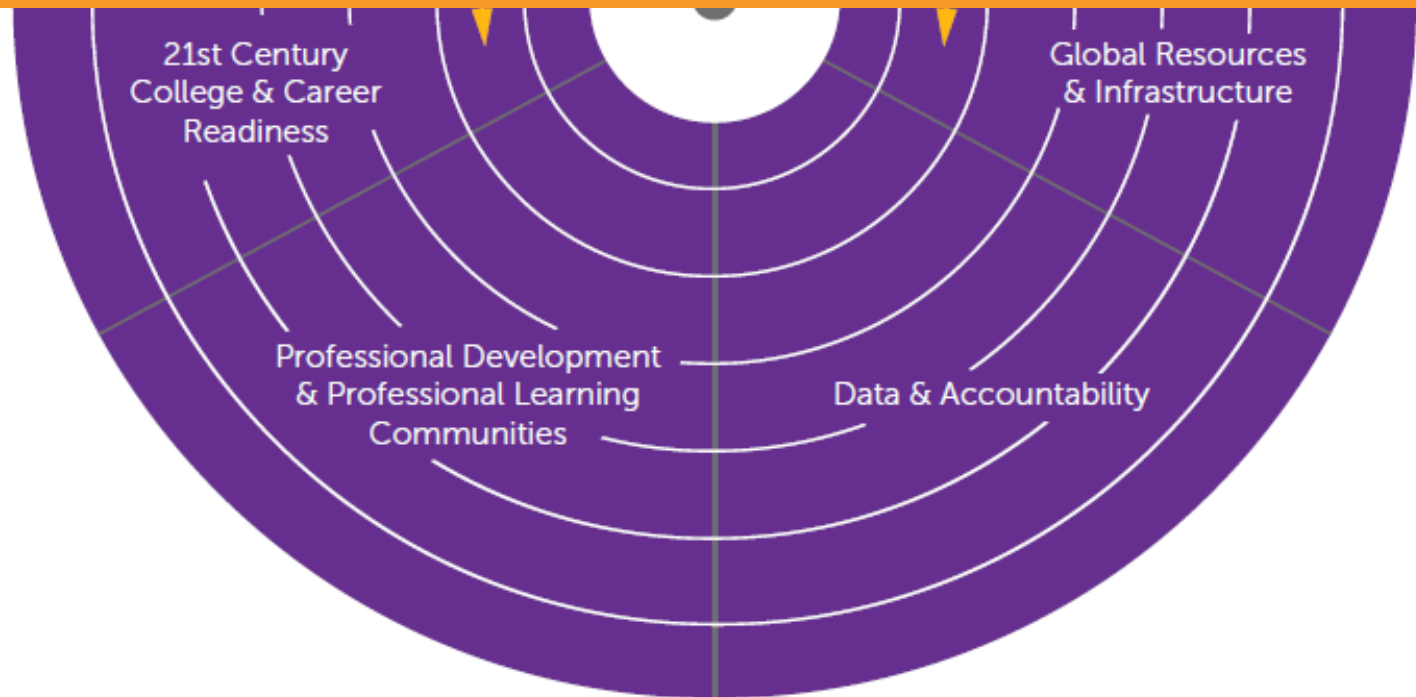 21st Century
College & Career
Readiness
Global Resources
& Infrastructure
Professional Development
& Professional Learning
Communities
Data & Accountability